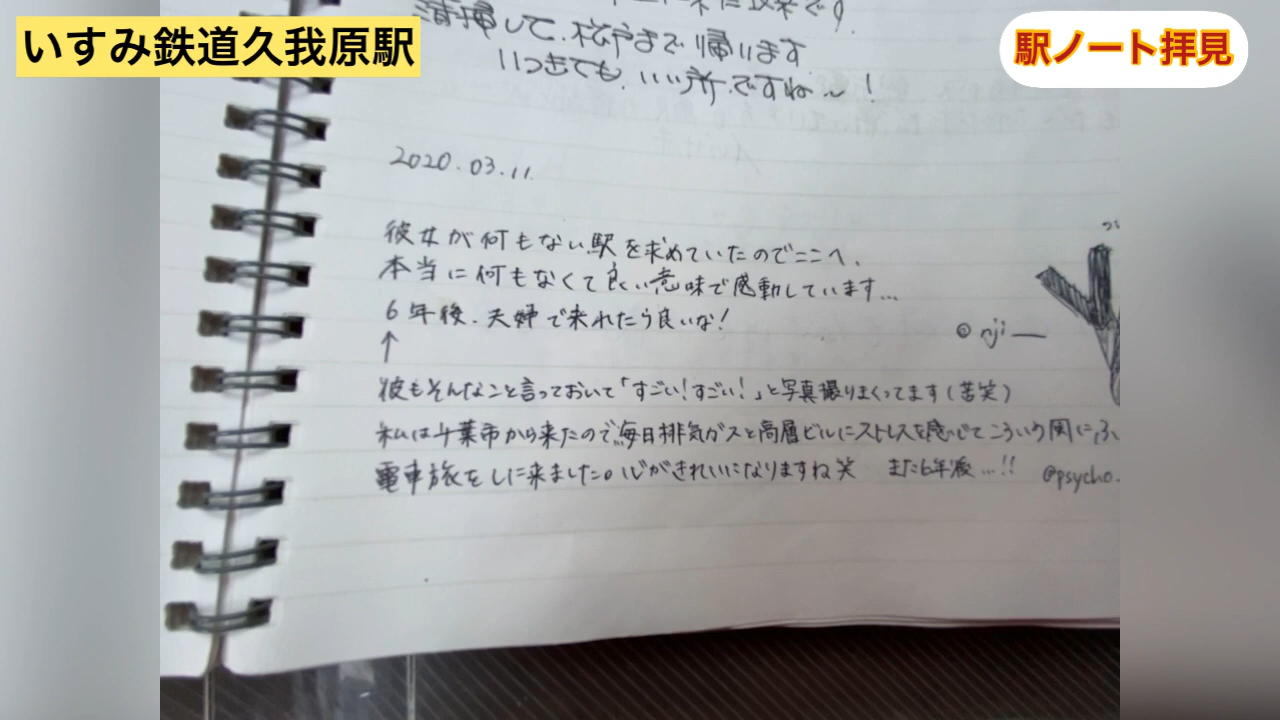 いすみ鉄道久我原駅
駅ノート拝見
清掃して、松戸まで帰ります
いつきても、いい所ですね〜!
2020.03.11
彼女が何もない駅を求めていたのでここへ、
本当に何もなくて良い意味で感動しています...
6年後、夫婦で来れたら良いな!
↑
彼もそんなこと言っておいて「すごい!すごい!」と写真撮りまくってます(苦笑)
私は千葉市から来たので毎日排気ガスと高層ビルにストレスを感じてこういう
電車旅をしに来ました。心がきれいになりますね笑 また6年後...!!
@psycho.